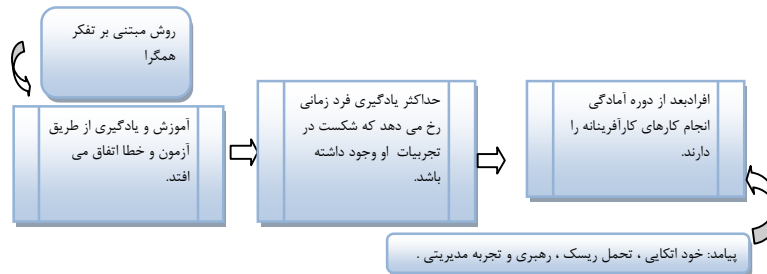 روش مبتنی بر تفکر
همگرا
آموزش و یادگیری از طریق
آزمون و خطا اتفاق می
افتد.
حداکثر یادگیری فرد زمانی
رخ می دهد که شکست در
تجربیات او وجود داشته
باشد.
افرادبعد از دوره آمادگی
انجام کارهای کارآفرینانه را
دارند.
پیامد: خود اتکایی ، تحمل ریسک ، رهبری و تجربه مدیریتی .